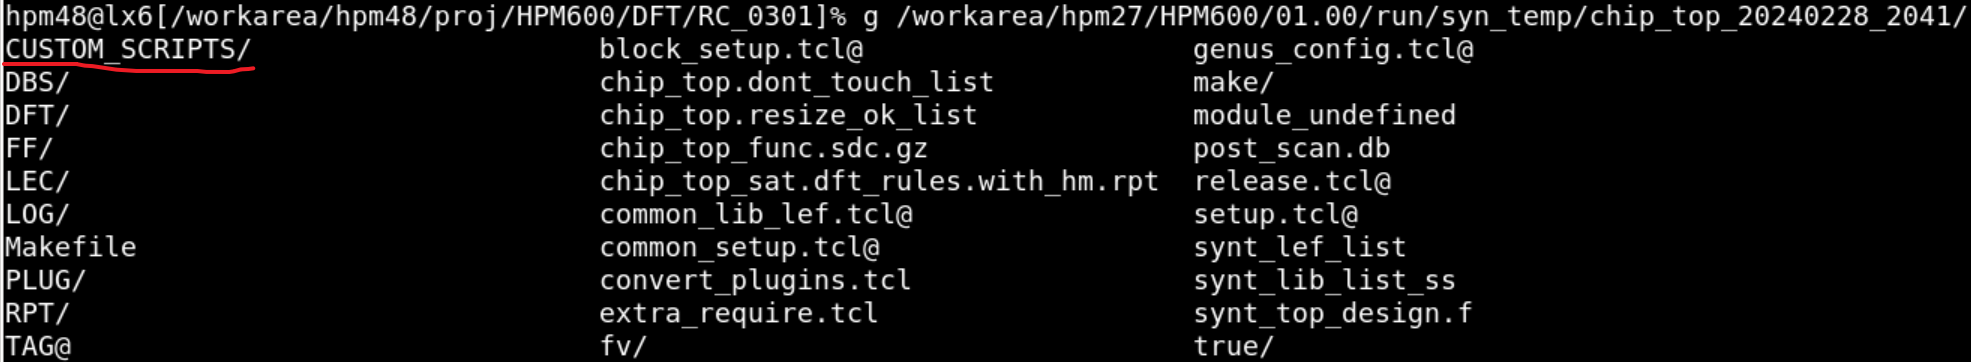 hpm48@lx6[/workarea/hpm48/proj/HPM600/DFT/RC_0301]% g /workarea/hpm27/HPM600/01.00/run/syn_temp/chip_top_20240228_2041/
CUSTOM_SCRIPTS/ block_setup.tcl@ genus_config.tcl@
DBS/ chip_top.dont_touch_list make/
DFT/ chip_top.resize_ok_list module_undefined
FF/ chip_top_func.sdc.gz post_scan.db
LEC/ chip_top_sat.dft_rules.with_hm.rpt release.tcl@
LOG/ common_lib_lef.tcl@ setup.tcl@
Makefile common_setup.tcl@ synt_lef_list
PLUG/ convert_plugins.tcl synt_lib_list_ss
RPT/ extra_require.tcl synt_top_design.f
TAG@ fv/ true/